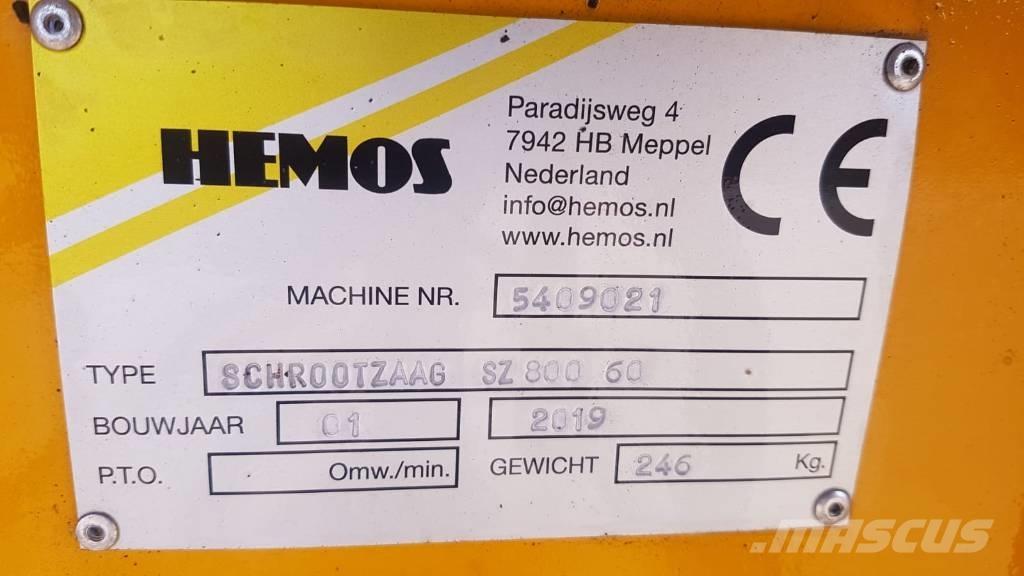 HEMOS
Paradijsweg 4
7942 HB Meppel
Nederland
info@hemos.nl
www.hemos.nl
CE
MACHINE NR. 5409021
TYPE SCHROOTZAAG SZ 800 60
BOUWJAAR 01 2019
P.T.O. Omw./min. GEWICHT 246 Kg.
MASCUS